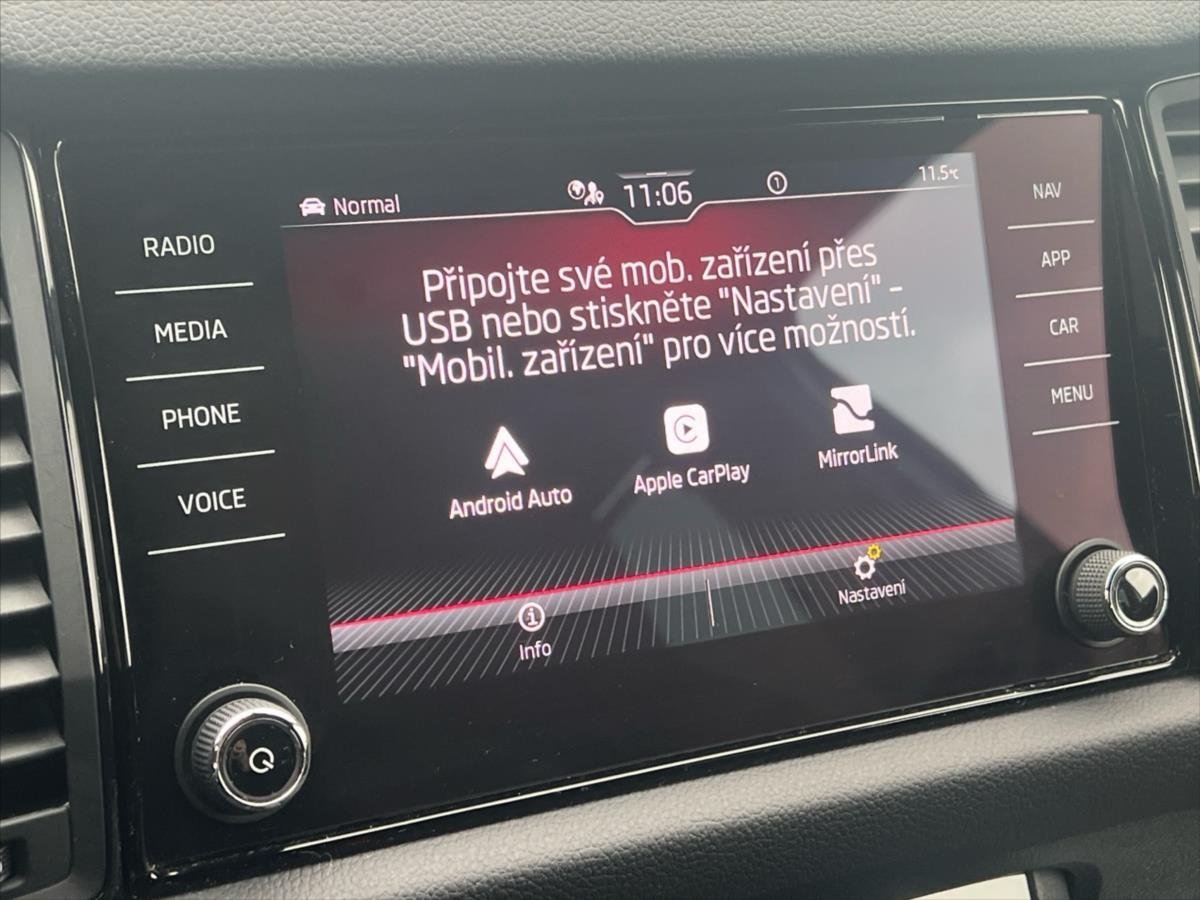 Normal
11:06
1
11.5°C
RADIO
MEDIA
PHONE
VOICE
Připojte své mob. zařízení přes
USB nebo stiskněte "Nastavení" -
"Mobil. zařízení" pro více možností.
Android Auto
Apple CarPlay
MirrorLink
Info
Nastavení
NAV
APP
CAR
MENU